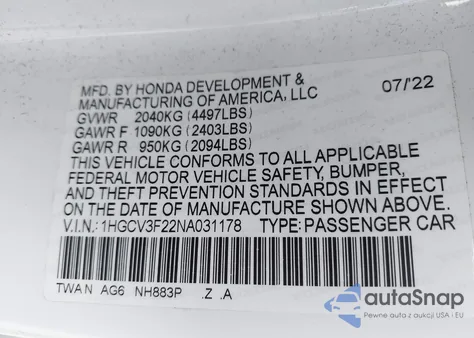 MFD. BY HONDA DEVELOPMENT &
MANUFACTURING OF AMERICA, LLC 07/'22
GVWR 2040KG (4497LBS)
GAWR F 1090KG (2403LBS)
GAWR R 950KG (2094LBS)
THIS VEHICLE CONFORMS TO ALL APPLICABLE
FEDERAL MOTOR VEHICLE SAFETY, BUMPER,
AND THEFT PREVENTION STANDARDS IN EFFECT
ON THE DATE OF MANUFACTURE SHOWN ABOVE.
V.I.N.: 1HGCV3F22NA031178 TYPE: PASSENGER CAR
TWA N AG6 NH883P .Z .A
autoSnap
Pewne auta z aukcji w USA i Kanadzie